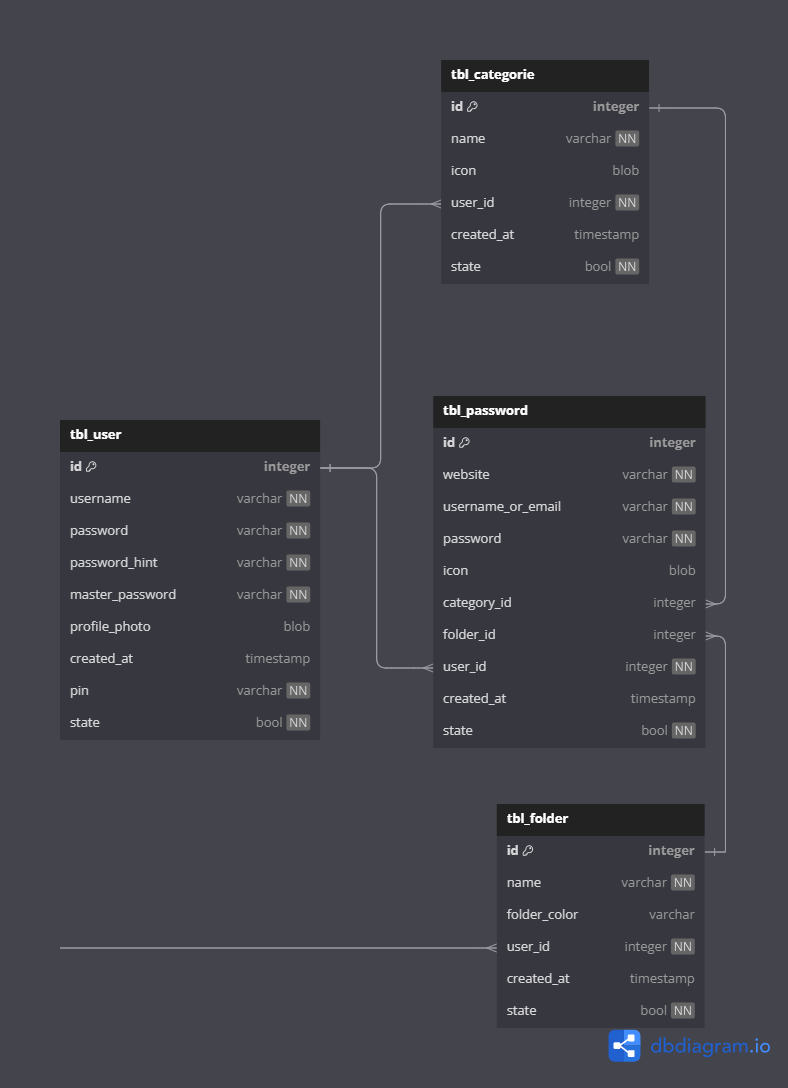 tbl_categorie
id integer
name varchar NN
icon blob
user_id integer NN
created_at timestamp
state bool NN
tbl_user
id integer
username varchar NN
password varchar NN
password_hint varchar NN
master_password varchar NN
profile_photo blob
created_at timestamp
pin varchar NN
state bool NN
tbl_password
id integer
website varchar NN
username_or_email varchar NN
password varchar NN
icon blob
category_id integer
folder_id integer
user_id integer NN
created_at timestamp
state bool NN
tbl_folder
id integer
name varchar NN
folder_color varchar
user_id integer NN
created_at timestamp
state bool NN
dbdiagram.io